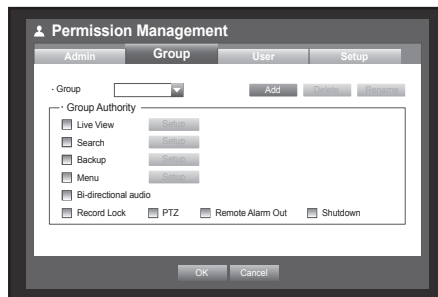 Permission Management
Admin Group User Setup
· Group Add Delete Rename
· Group Authority
Live View Setup
Search Setup
Backup Setup
Menu Setup
Bi-directional audio
Record Lock PTZ Remote Alarm Out Shutdown
OK Cancel